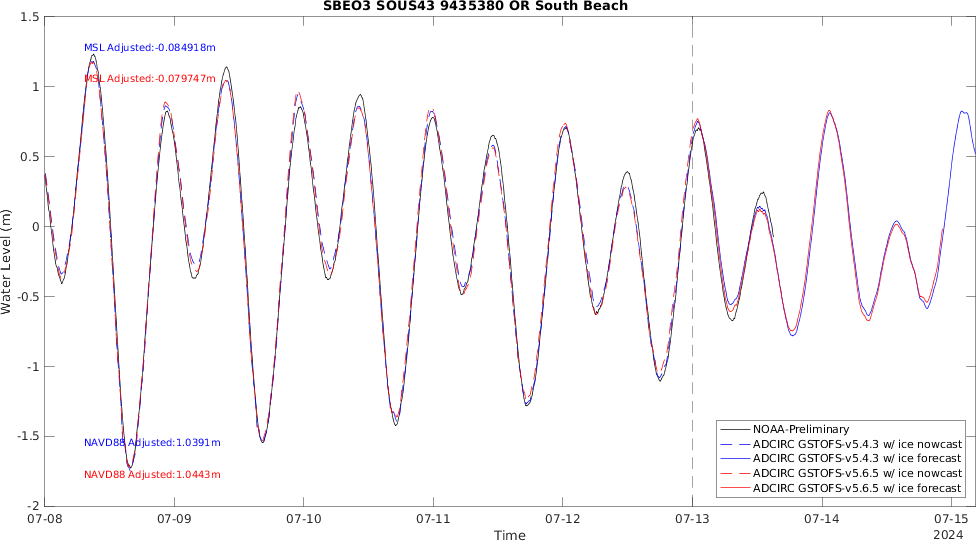 SBEO3 SOUS43 9435380 OR South Beach
1.5
1
0.5
0
-0.5
-1
-1.5
-2
Water Level (m)
MSL Adjusted:-0.084918m
MSL Adjusted:-0.079747m
NAVD88 Adjusted:1.0391m
NAVD88 Adjusted:1.0443m
NOAA-Preliminary
ADCIRC GSTOFS-v5.4.3 w/ ice nowcast
ADCIRC GSTOFS-v5.4.3 w/ ice forecast
ADCIRC GSTOFS-v5.6.5 w/ ice nowcast
ADCIRC GSTOFS-v5.6.5 w/ ice forecast
07-08 07-09 07-10 07-11 07-12 07-13 07-14 07-15
Time
2024